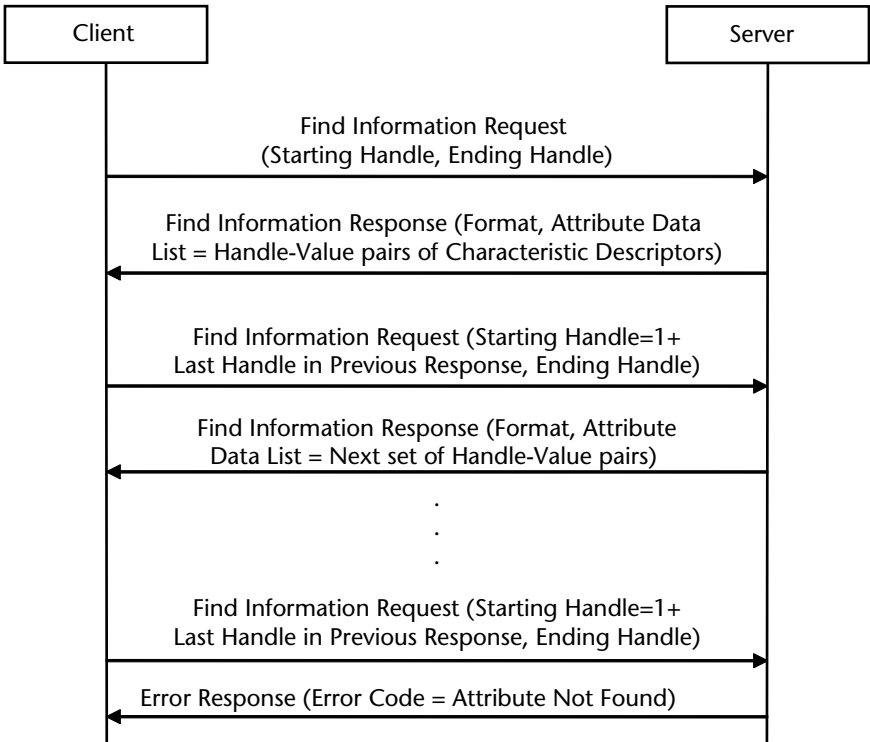 Client
Server
Find Information Request
(Starting Handle, Ending Handle)
Find Information Response (Format, Attribute Data
List = Handle-Value pairs of Characteristic Descriptors)
Find Information Request (Starting Handle=1+
Last Handle in Previous Response, Ending Handle)
Find Information Response (Format, Attribute
Data List = Next set of Handle-Value pairs)
.
.
.
Find Information Request (Starting Handle=1+
Last Handle in Previous Response, Ending Handle)
Error Response (Error Code = Attribute Not Found)